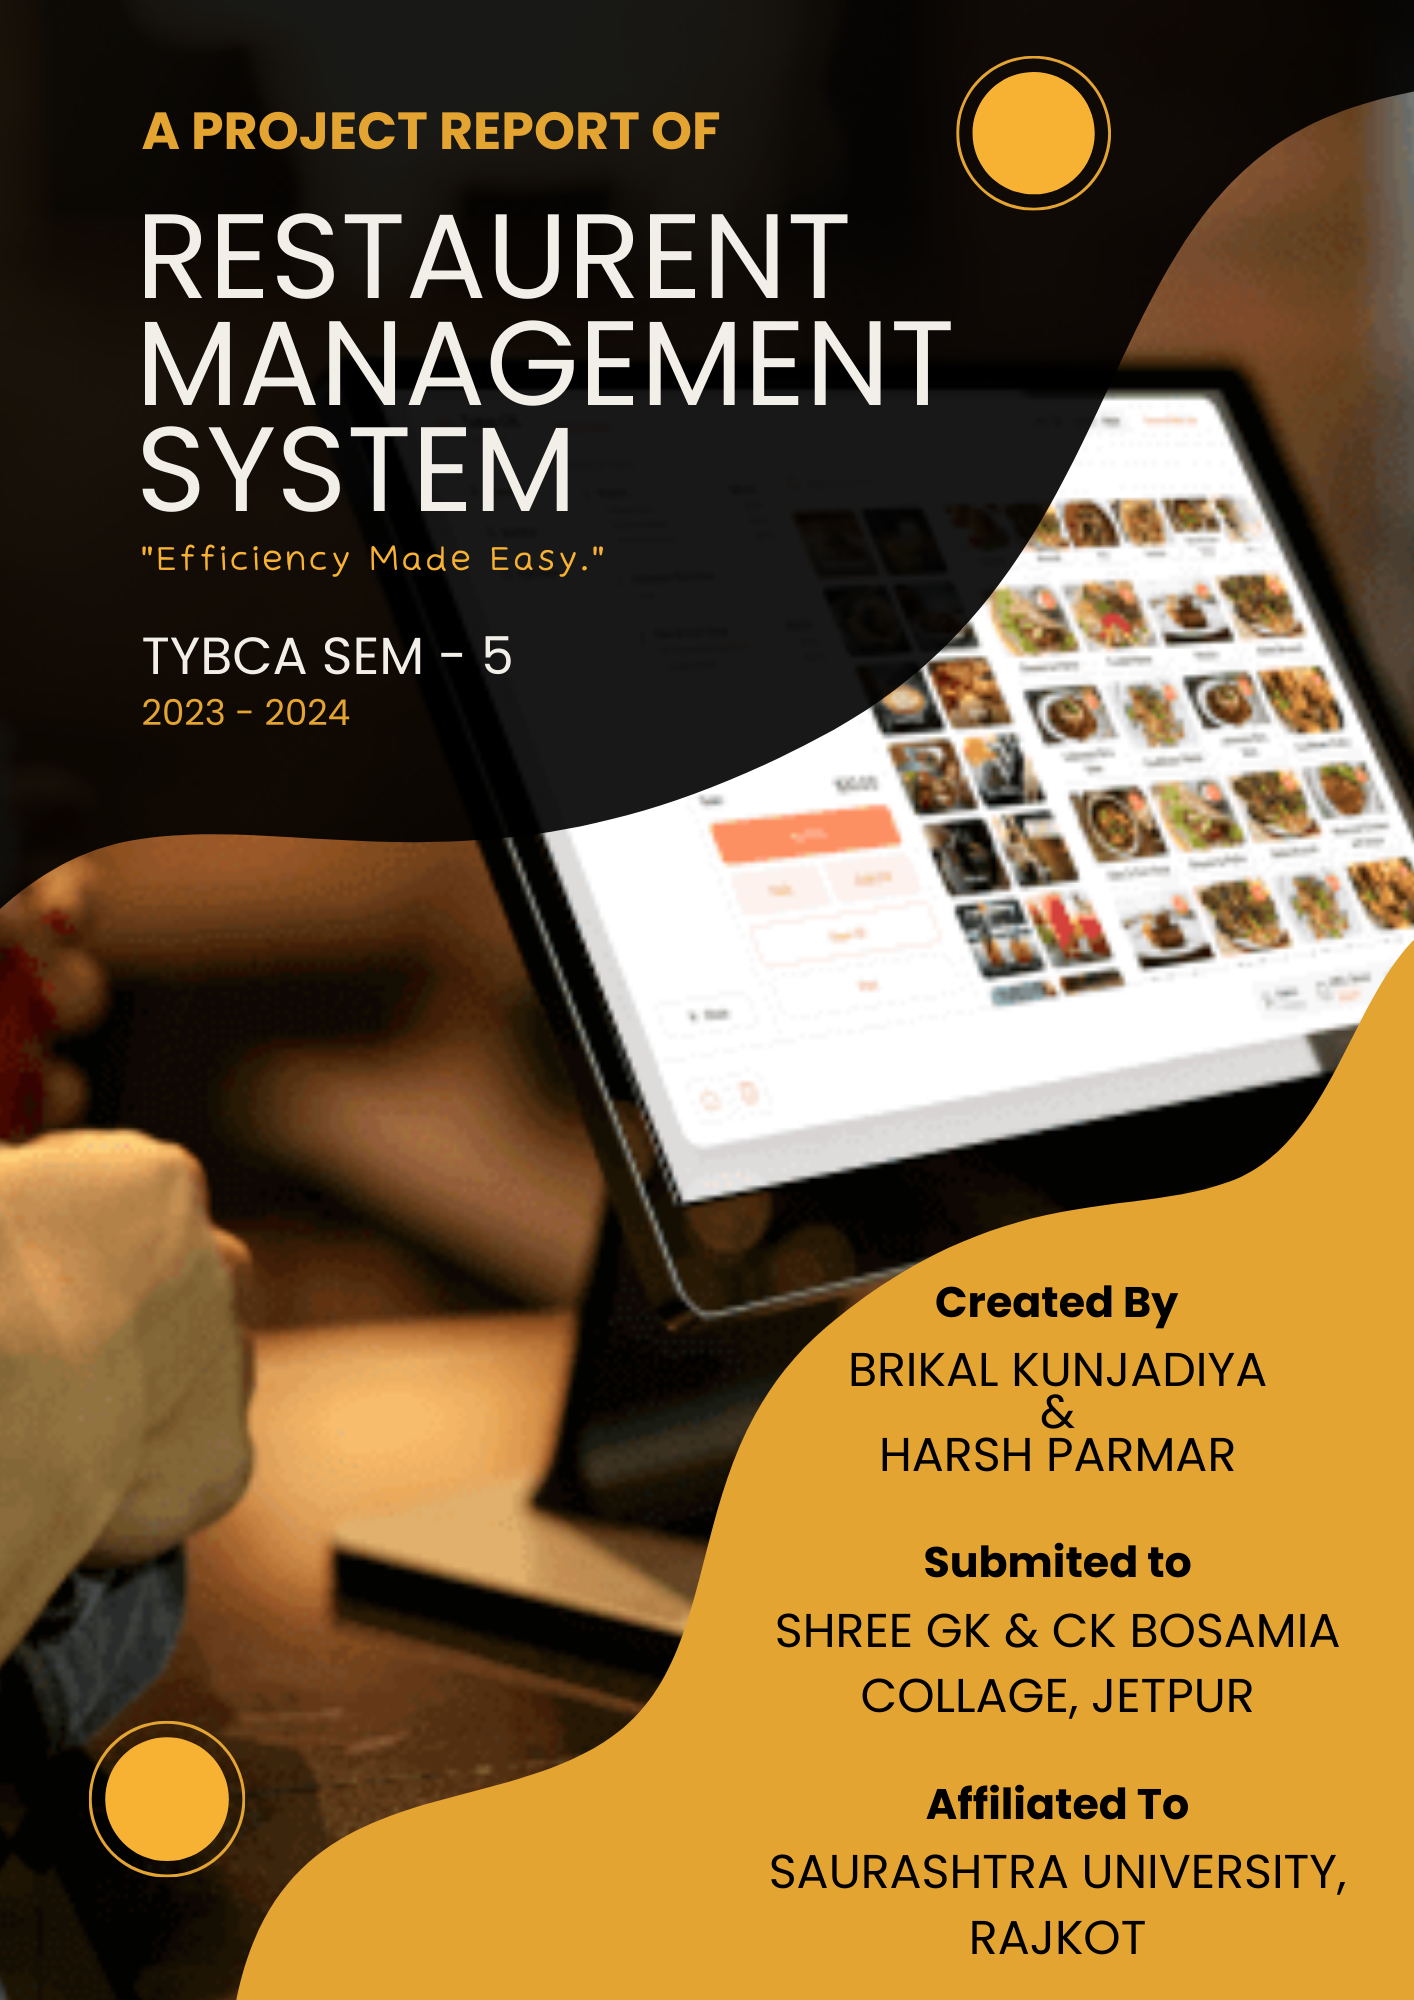 A PROJECT REPORT OF
RESTAURENT
MANAGEMENT
SYSTEM
"Efficiency Made Easy."
TYBCA SEM - 5
2023 - 2024
Created By
BRIKAL KUNJADIYA
&
HARSH PARMAR
Submited to
SHREE GK & CK BOSAMIA
COLLAGE, JETPUR
Affiliated To
SAURASHTRA UNIVERSITY,
RAJKOT